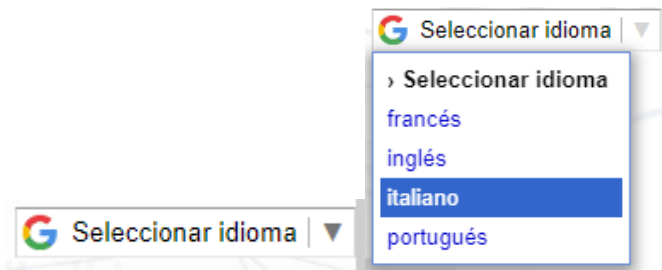 Seleccionar idioma | ▼
Seleccionar idioma | ▼
› Seleccionar idioma
francés
inglés
italiano
portugués